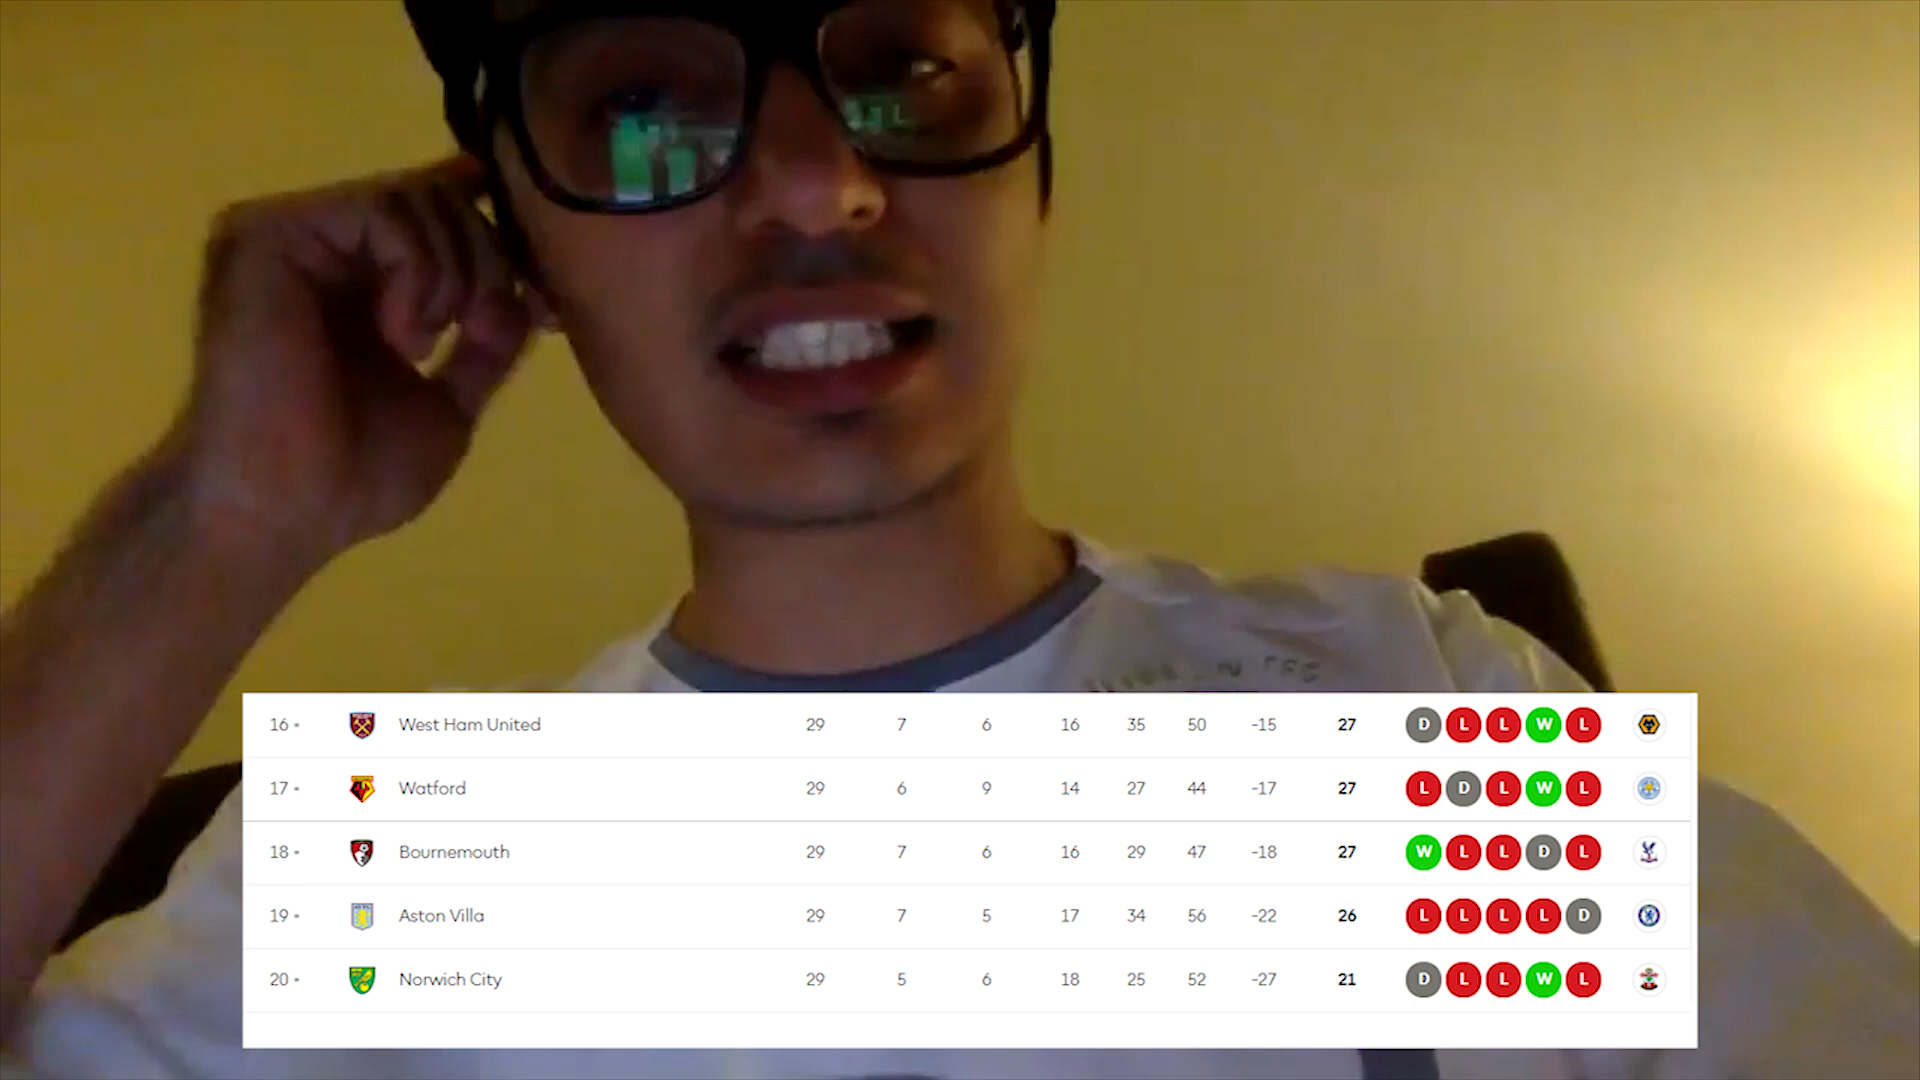 16 West Ham United 29 7 6 16 35 50 -15 27 D L L W L
17 Watford 29 6 9 14 27 44 -17 27 L D L W L
18 Bournemouth 29 7 6 16 29 47 -18 27 W L L D L
19 Aston Villa 29 7 5 17 34 56 -22 26 L L L L D
20 Norwich City 29 5 6 18 25 52 -27 21 D L L W L